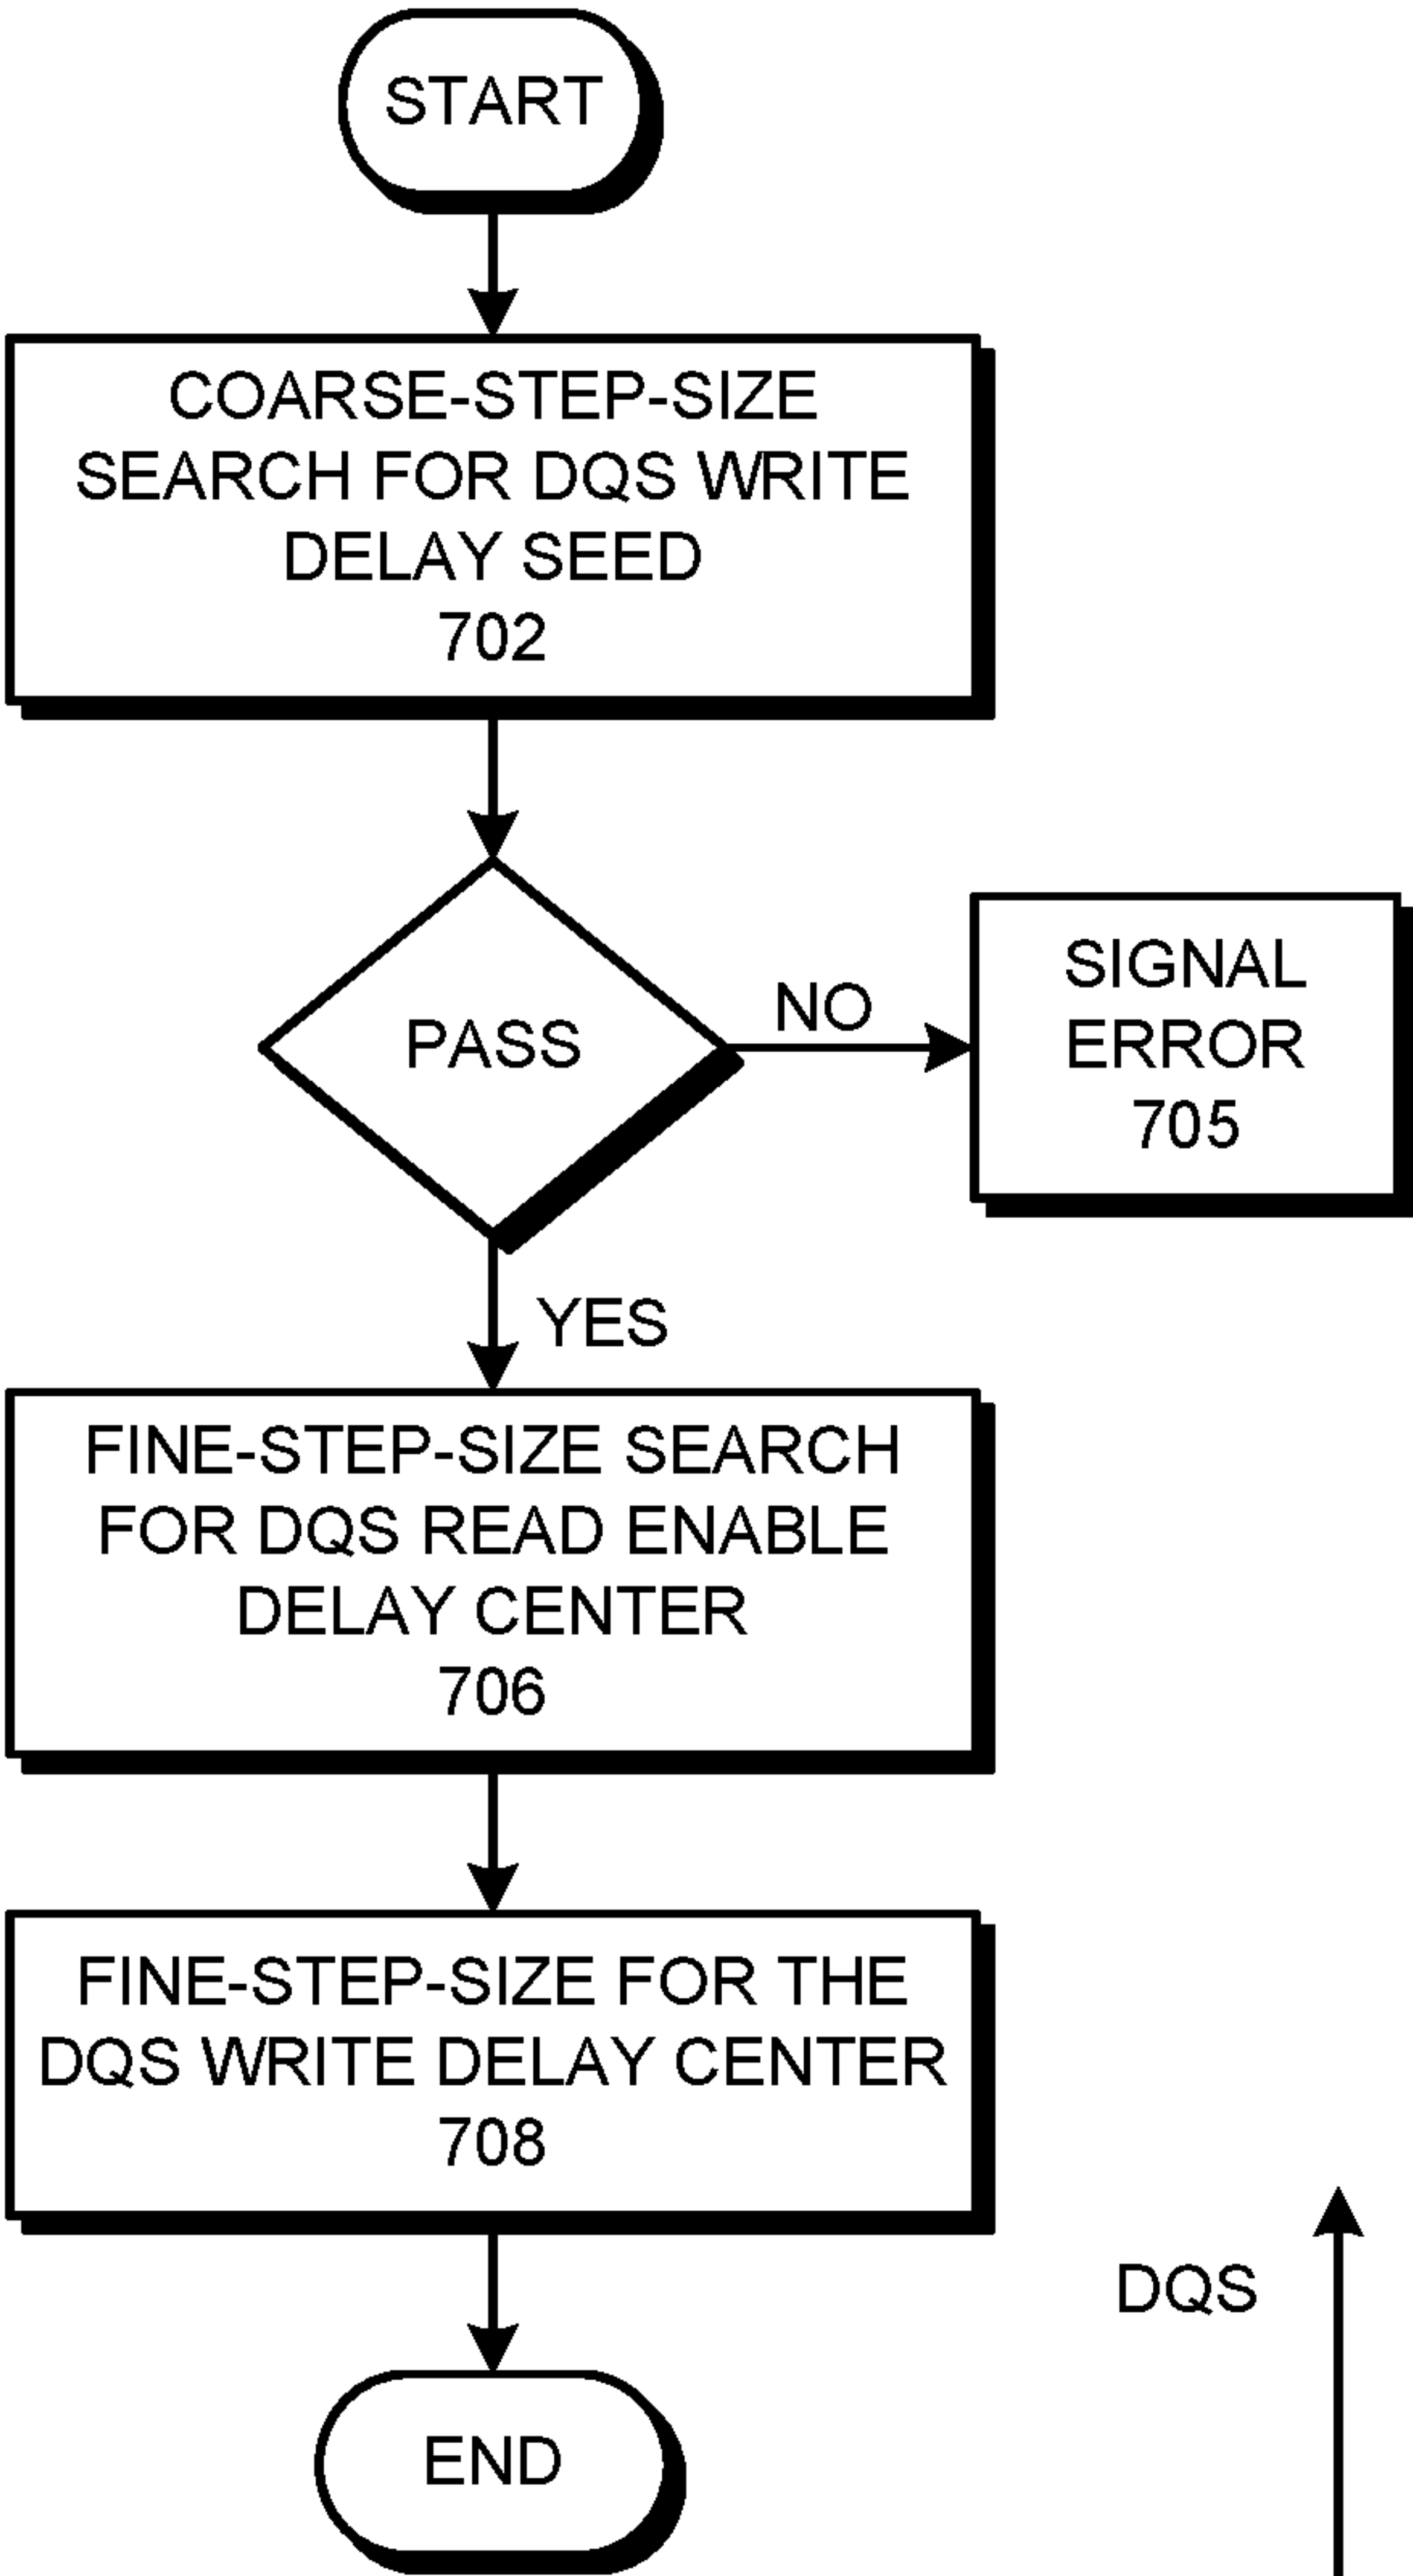 START
COARSE-STEP-SIZE
SEARCH FOR DQS WRITE
DELAY SEED
702
PASS
NO
SIGNAL
ERROR
705
YES
FINE-STEP-SIZE SEARCH
FOR DQS READ ENABLE
DELAY CENTER
706
FINE-STEP-SIZE FOR THE
DQS WRITE DELAY CENTER
708
DQS
END